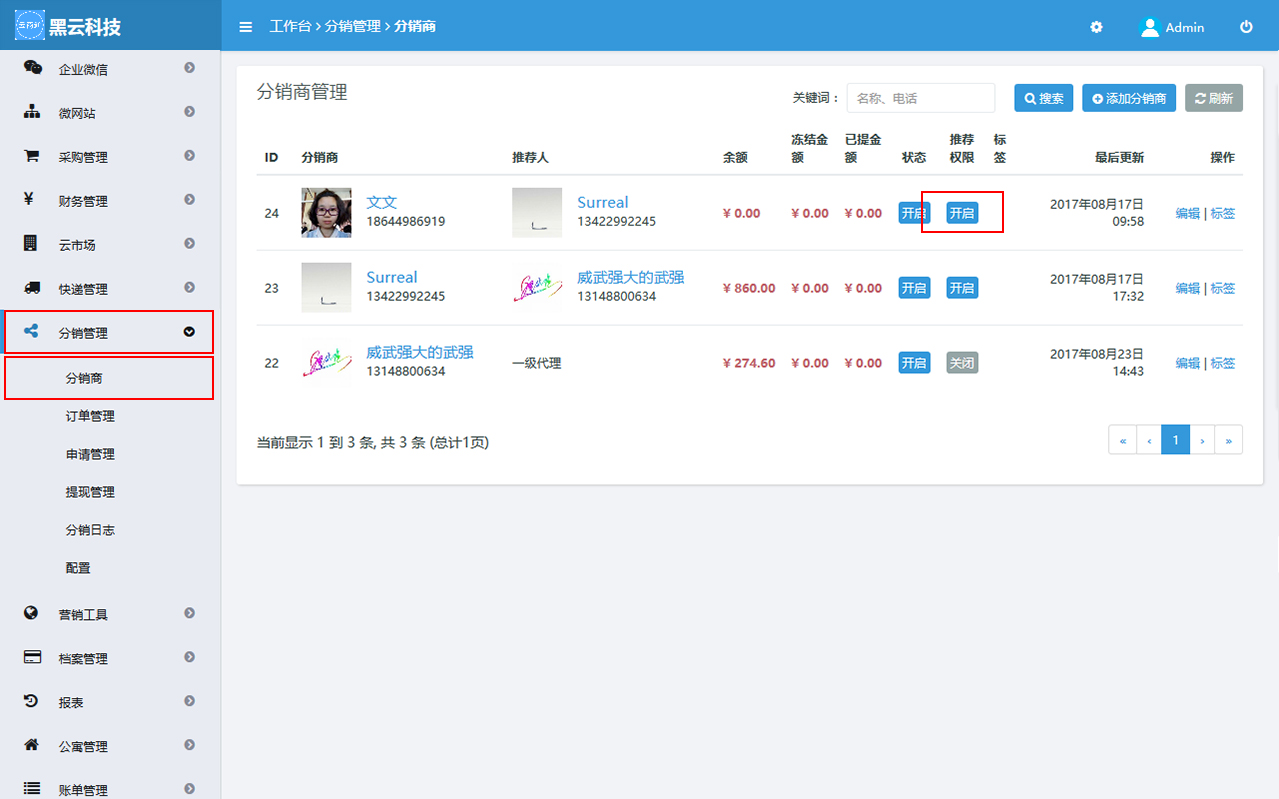 黑云科技
工作台 > 分销管理 > 分销商
Admin
企业微信
微网站
采购管理
财务管理
云市场
快递管理
分销管理
分销商
订单管理
申请管理
提现管理
分销日志
配置
营销工具
档案管理
报表
公寓管理
账单管理
分销商管理
关键词：
名称、电话
搜索
添加分销商
刷新
ID 分销商 推荐人 余额 冻结金额 已提金额 状态 推荐权限 标签 最后更新 操作
24 文文 Surreal ¥ 0.00 ¥ 0.00 ¥ 0.00 开启 开启 2017年08月17日 编辑 | 标签
18644986919 13422992245 09:58
23 Surreal 威武强大的武强 ¥ 860.00 ¥ 0.00 ¥ 0.00 开启 开启 2017年08月17日 编辑 | 标签
13422992245 13148800634 17:32
22 威武强大的武强 一级代理 ¥ 274.60 ¥ 0.00 ¥ 0.00 开启 关闭 2017年08月23日 编辑 | 标签
13148800634 14:43
当前显示 1 到 3 条, 共 3 条 (总计1页)
« ‹ 1 › »